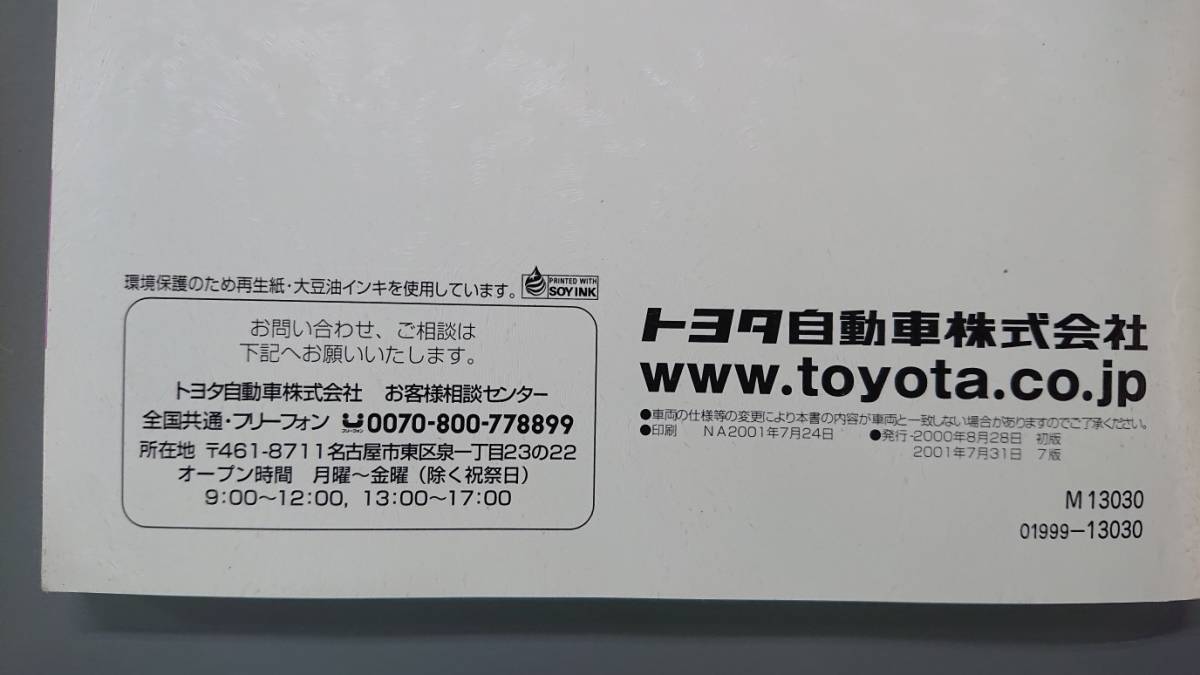 環境保護のため再生紙・大豆油インキを使用しています。
PRINTED WITH
SOY INK
お問い合わせ、ご相談は
下記へお願いいたします。
トヨタ自動車株式会社 お客様相談センター
全国共通・フリーフォン 0070-800-778899
フリーフォン
所在地 〒461-8711名古屋市東区泉一丁目23の22
オープン時間 月曜〜金曜（除く祝祭日）
9:00〜12:00, 13:00〜17:00
トヨタ自動車株式会社
www.toyota.co.jp
●車両の仕様等の変更により本書の内容が車両と一致しない場合がありますのでご了承ください。
●印刷 NA2001年7月24日 ●発行-2000年8月28日 初版
2001年7月31日 7版
M 13030
01999-13030